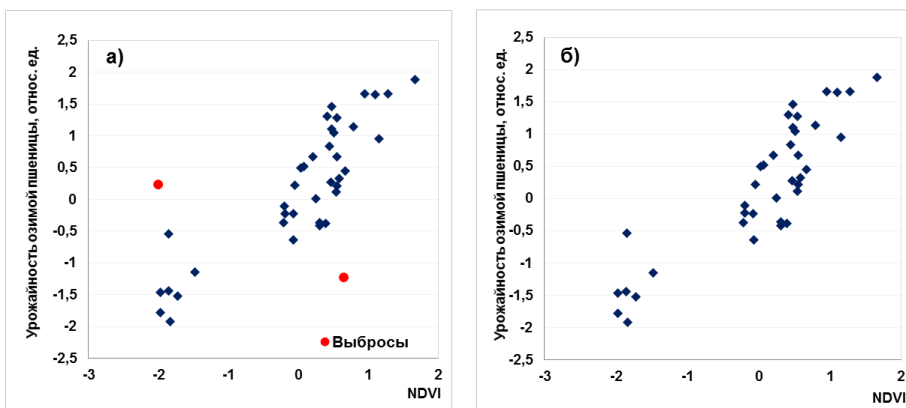 а)
Урожайность озимой пшеницы, относ. ед.
2,5
2
1,5
1
0,5
0
-0,5
-1
-1,5
-2
-2,5
Выбросы
-3 -2 -1 0 1 2
NDVI
б)
Урожайность озимой пшеницы, относ. ед.
2,5
2
1,5
1
0,5
0
-0,5
-1
-1,5
-2
-2,5
-3 -2 -1 0 1 2
NDVI